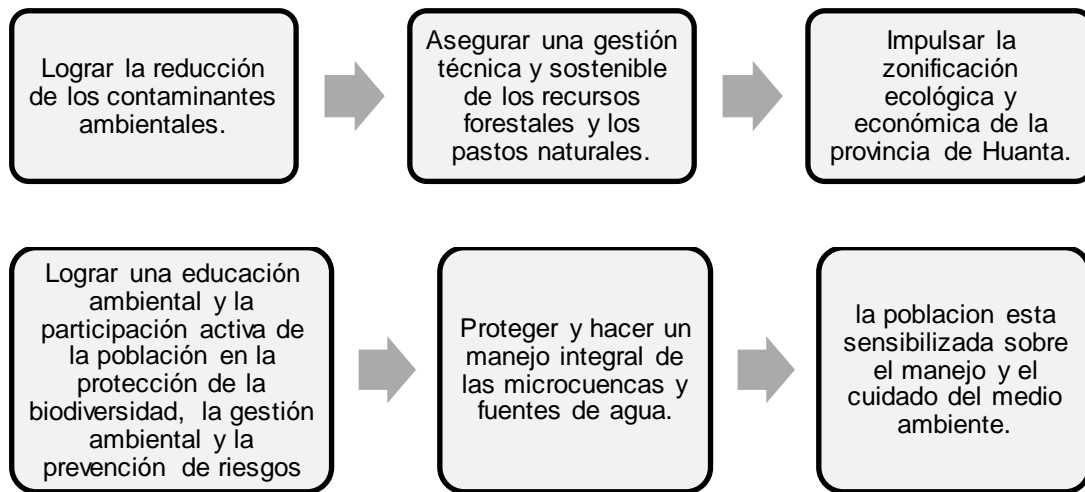 Lograr la reducción
de los contaminantes
ambientales.
Asegurar una gestión
técnica y sostenible
de los recursos
forestales y los
pastos naturales.
Impulsar la
zonificación
ecológica y
económica de la
provincia de Huanta.
Lograr una educación
ambiental y la
participación activa de
la población en la
protección de la
biodiversidad, la gestión
ambiental y la
prevención de riesgos
Proteger y hacer un
manejo integral de
las microcuencas y
fuentes de agua.
la poblacion esta
sensibilizada sobre
el manejo y el
cuidado del medio
ambiente.